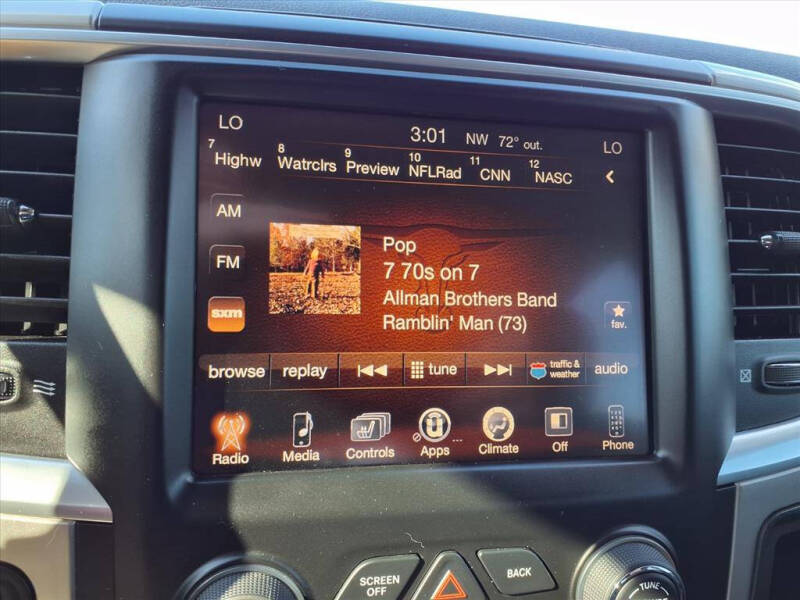 LO 3:01 NW 72° out. LO
7 Highw 8 Watrclrs 9 Preview 10 NFLRad 11 CNN 12 NASC
AM
Pop
FM
7 70s on 7
Allman Brothers Band
sxm
Ramblin' Man (73)
fav.
browse replay tune traffic & weather audio
Radio Media Controls Apps Climate Off Phone
SCREEN OFF
BACK
TUNE